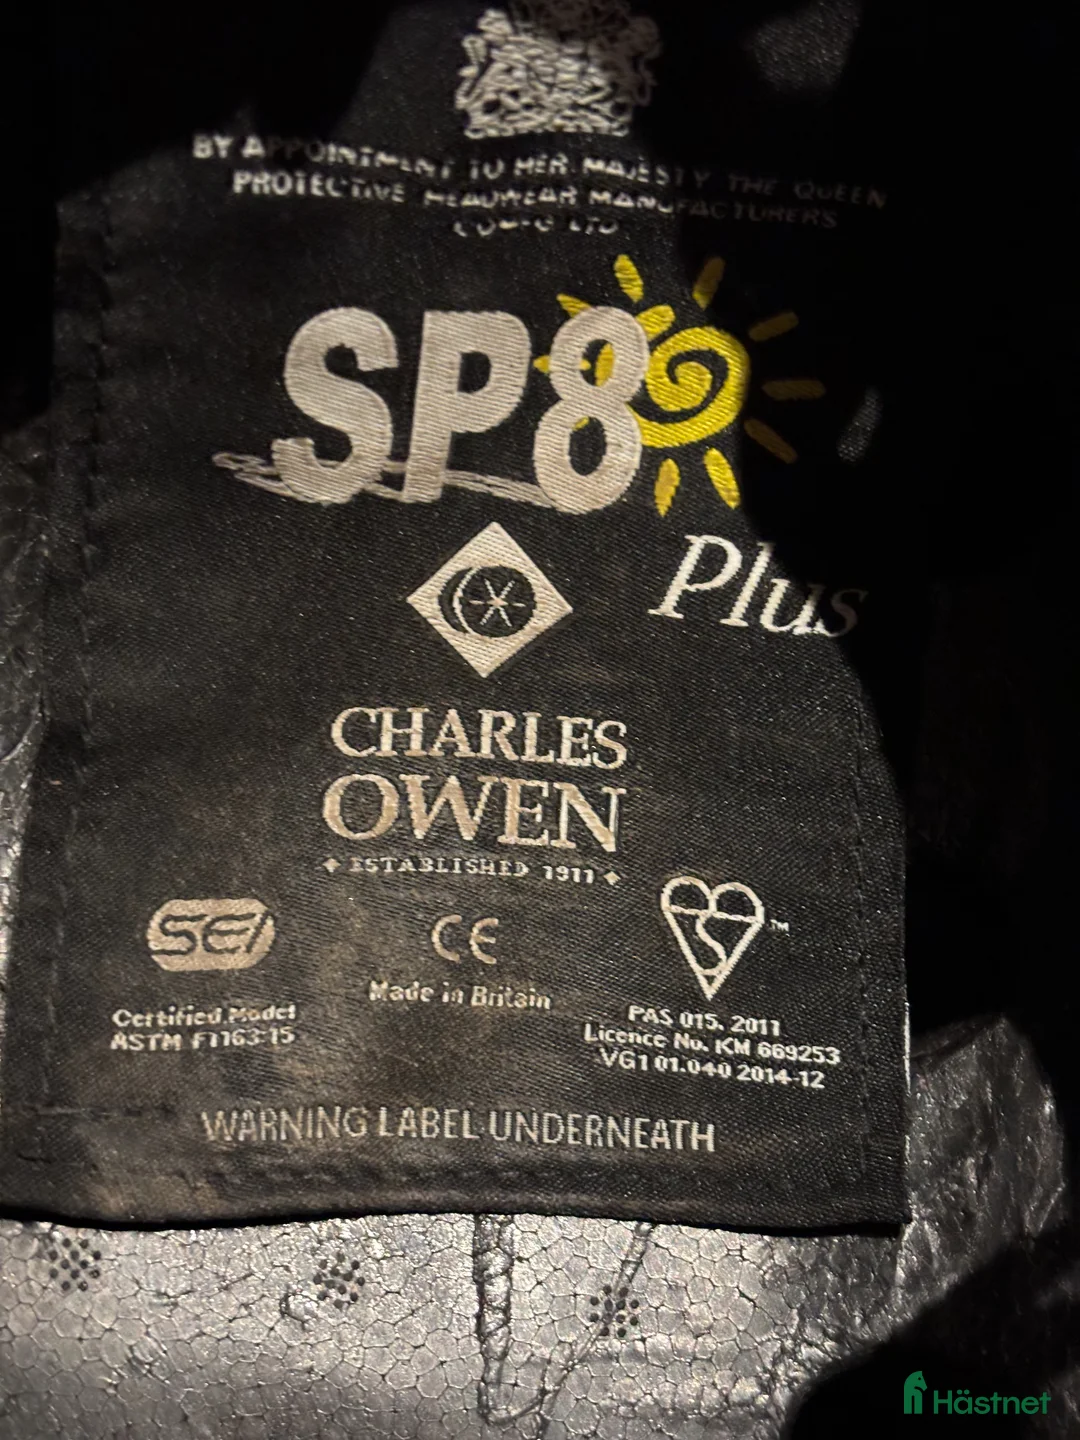 BY APPOINTMENT TO HER MAJESTY THE QUEEN
PROTECTIVE HEADWEAR MANUFACTURERS
LTD
SP8
Plus
CHARLES
OWEN
ESTABLISHED 1911
SEI
CE
™
Certified Model
ASTM F1163-15
Made in Britain
PAS 015. 2011
Licence No. KM 669253
VG1 01.040 2014-12
WARNING LABEL UNDERNEATH
Hästnet